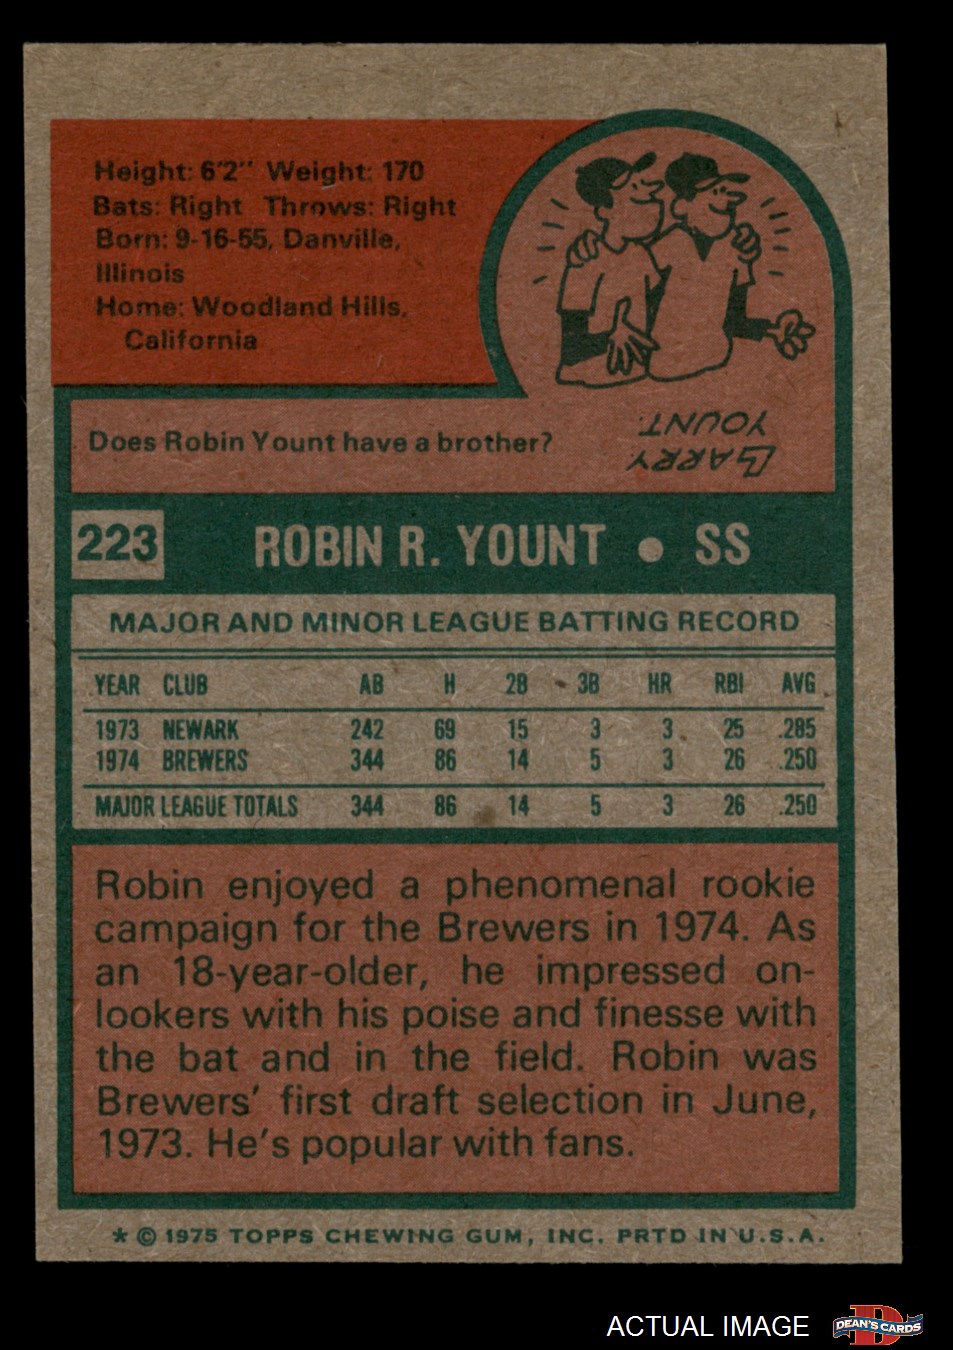 Height: 6'2" Weight: 170
Bats: Right Throws: Right
Born: 9-16-55, Danville,
Illinois
Home: Woodland Hills,
California
Does Robin Yount have a brother?
LARRY
YOUNT.
223 ROBIN R. YOUNT • SS
MAJOR AND MINOR LEAGUE BATTING RECORD
YEAR CLUB AB H 2B 3B HR RBI AVG.
1973 NEWARK 242 69 15 3 3 25 .285
1974 BREWERS 344 86 14 5 3 26 .250
MAJOR LEAGUE TOTALS 344 86 14 5 3 26 .250
Robin enjoyed a phenomenal rookie
campaign for the Brewers in 1974. As
an 18-year-older, he impressed on-
lookers with his poise and finesse with
the bat and in the field. Robin was
Brewers' first draft selection in June,
1973. He's popular with fans.
* © 1975 TOPPS CHEWING GUM, INC. PRTD IN U.S.A.
ACTUAL IMAGE
D
DEAN'S CARDS